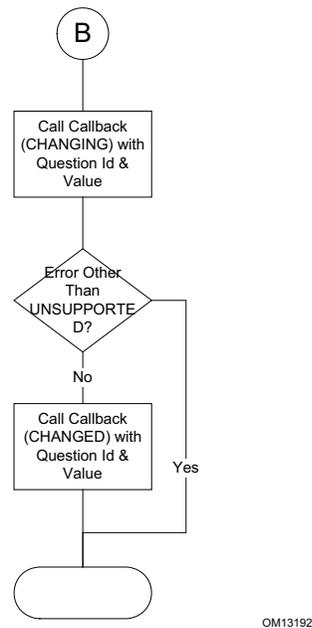 B
Call Callback
(CHANGING) with
Question Id &
Value
Error Other
Than
UNSUPPORTE
D?
No
Call Callback
(CHANGED) with
Question Id &
Value
Yes
OM13192